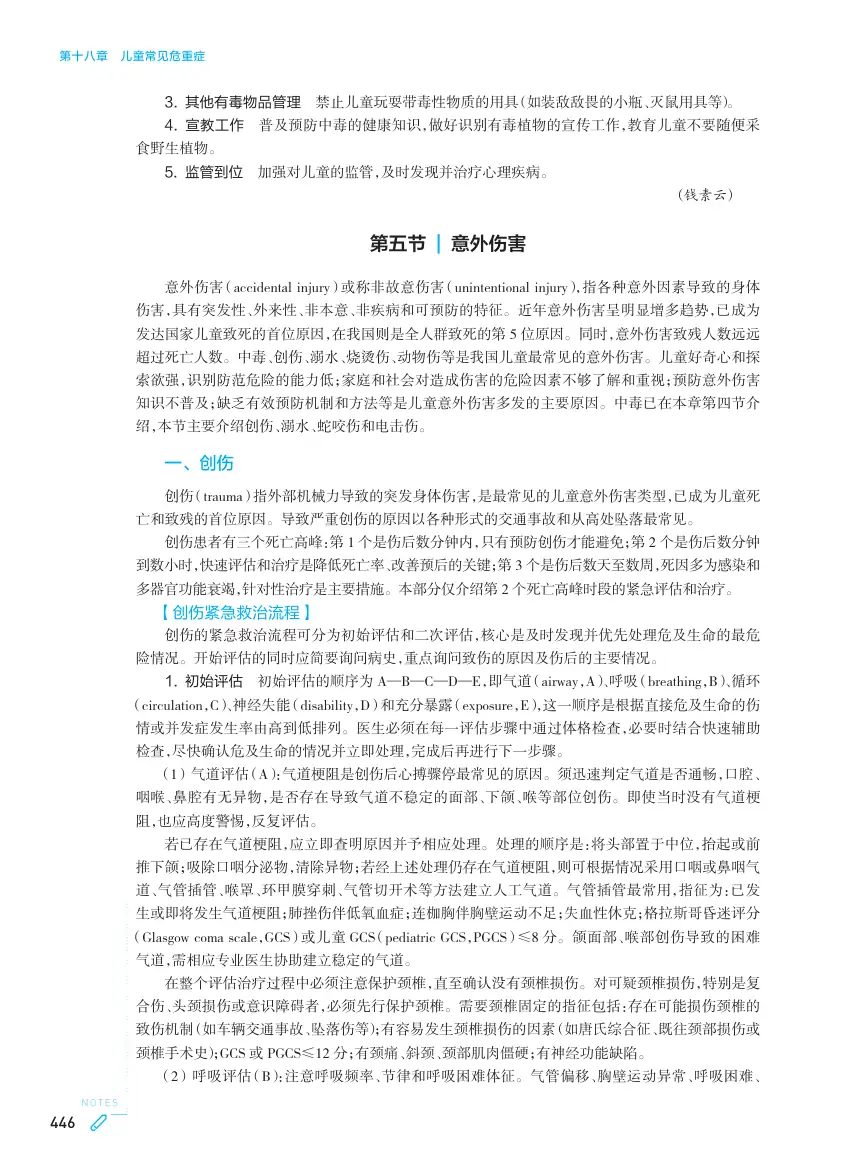 第十八章 儿童常见危重症
3. 其他有毒物品管理 禁止儿童玩耍带毒性物质的用具(如装敌敌畏的小瓶、灭鼠用具等)。
4. 宣教工作 普及预防中毒的健康知识,做好识别有毒植物的宣传工作,教育儿童不要随便采
食野生植物。
5. 监管到位 加强对儿童的监管,及时发现并治疗心理疾病。
(钱素云)
第五节 | 意外伤害
意外伤害(accidental injury)或称非故意伤害(unintentional injury),指各种意外因素导致的身体
伤害,具有突发性、外来性、非本意、非疾病和可预防的特征。近年意外伤害呈明显增多趋势,已成为
发达国家儿童致死的首位原因,在我国则是全人群致死的第 5 位原因。同时,意外伤害致残人数远远
超过死亡人数。中毒、创伤、溺水、烧烫伤、动物伤等是我国儿童最常见的意外伤害。儿童好奇心和探
索欲强,识别防范危险的能力低;家庭和社会对造成伤害的危险因素不够了解和重视;预防意外伤害
知识不普及;缺乏有效预防机制和方法等是儿童意外伤害多发的主要原因。中毒已在本章第四节介
绍,本节主要介绍创伤、溺水、蛇咬伤和电击伤。
一、创伤
创伤(trauma)指外部机械力导致的突发身体伤害,是最常见的儿童意外伤害类型,已成为儿童死
亡和致残的首位原因。导致严重创伤的原因以各种形式的交通事故和从高处坠落最常见。
创伤患者有三个死亡高峰:第 1 个是伤后数分钟内,只有预防创伤才能避免;第 2 个是伤后数分钟
到数小时,快速评估和治疗是降低死亡率、改善预后的关键;第 3 个是伤后数天至数周,死因多为感染和
多器官功能衰竭,针对性治疗是主要措施。本部分仅介绍第 2 个死亡高峰时段的紧急评估和治疗。
【创伤紧急救治流程】
创伤的紧急救治流程可分为初始评估和二次评估,核心是及时发现并优先处理危及生命的最危
险情况。开始评估的同时应简要询问病史,重点询问致伤的原因及伤后的主要情况。
1. 初始评估 初始评估的顺序为 A—B—C—D—E,即气道(airway,A)、呼吸(breathing,B)、循环
(circulation,C)、神经失能(disability,D)和充分暴露(exposure,E),这一顺序是根据直接危及生命的伤
情或并发症发生率由高到低排列。医生必须在每一评估步骤中通过体格检查,必要时结合快速辅助
检查,尽快确认危及生命的情况并立即处理,完成后再进行下一步骤。
(1)气道评估(A):气道梗阻是创伤后心搏骤停最常见的原因。须迅速判定气道是否通畅,口腔、
咽喉、鼻腔有无异物,是否存在导致气道不稳定的面部、下颌、喉等部位创伤。即使当时没有气道梗
阻,也应高度警惕,反复评估。
若已存在气道梗阻,应立即查明原因并予相应处理。处理的顺序是:将头部置于中位,抬起或前
推下颌;吸除口咽分泌物,清除异物;若经上述处理仍存在气道梗阻,则可根据情况采用口咽或鼻咽气
道、气管插管、喉罩、环甲膜穿刺、气管切开术等方法建立人工气道。气管插管最常用,指征为:已发
生或即将发生气道梗阻;肺挫伤伴低氧血症;连枷胸伴胸壁运动不足;失血性休克;格拉斯哥昏迷评分
(Glasgow coma scale,GCS)或儿童 GCS(pediatric GCS,PGCS)≤8 分。颌面部、喉部创伤导致的困难
气道,需相应专业医生协助建立稳定的气道。
在整个评估治疗过程中必须注意保护颈椎,直至确认没有颈椎损伤。对可疑颈椎损伤,特别是复
合伤、头颈损伤或意识障碍者,必须先行保护颈椎。需要颈椎固定的指征包括:存在可能损伤颈椎的
致伤机制(如车辆交通事故、坠落伤等);有容易发生颈椎损伤的因素(如唐氏综合征、既往颈部损伤或
颈椎手术史);GCS 或 PGCS≤12 分;有颈痛、斜颈、颈部肌肉僵硬;有神经功能缺陷。
(2)呼吸评估(B):注意呼吸频率、节律和呼吸困难体征。气管偏移、胸壁运动异常、呼吸困难、
NOTES
446